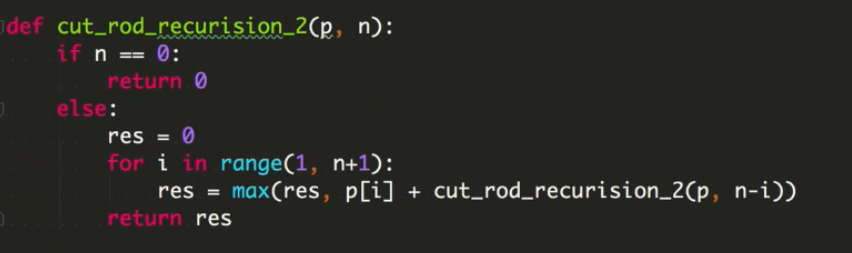 def cut_rod_recurision_2(p, n):
    if n == 0:
        return 0
    else:
        res = 0
        for i in range(1, n+1):
            res = max(res, p[i] + cut_rod_recurision_2(p, n-i))
        return res